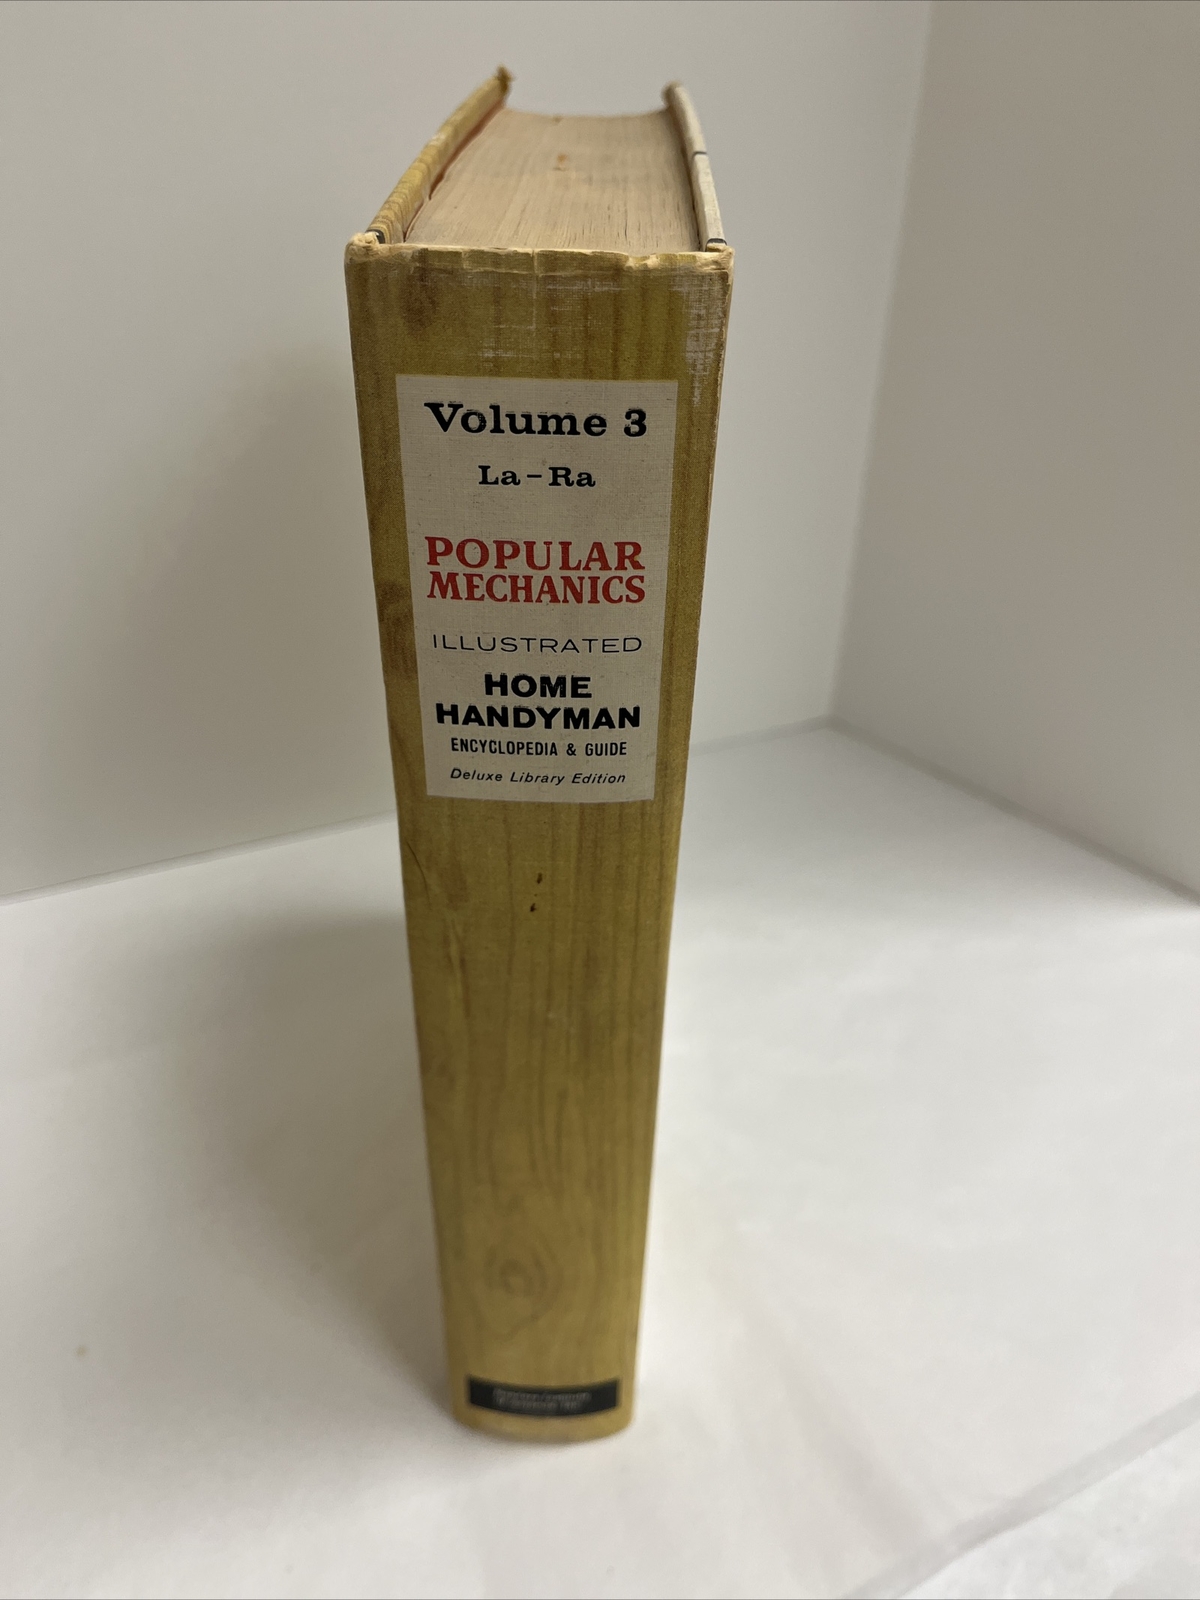 Volume 3
La-Ra
POPULAR
MECHANICS
ILLUSTRATED
HOME
HANDYMAN
ENCYCLOPEDIA & GUIDE
Deluxe Library Edition